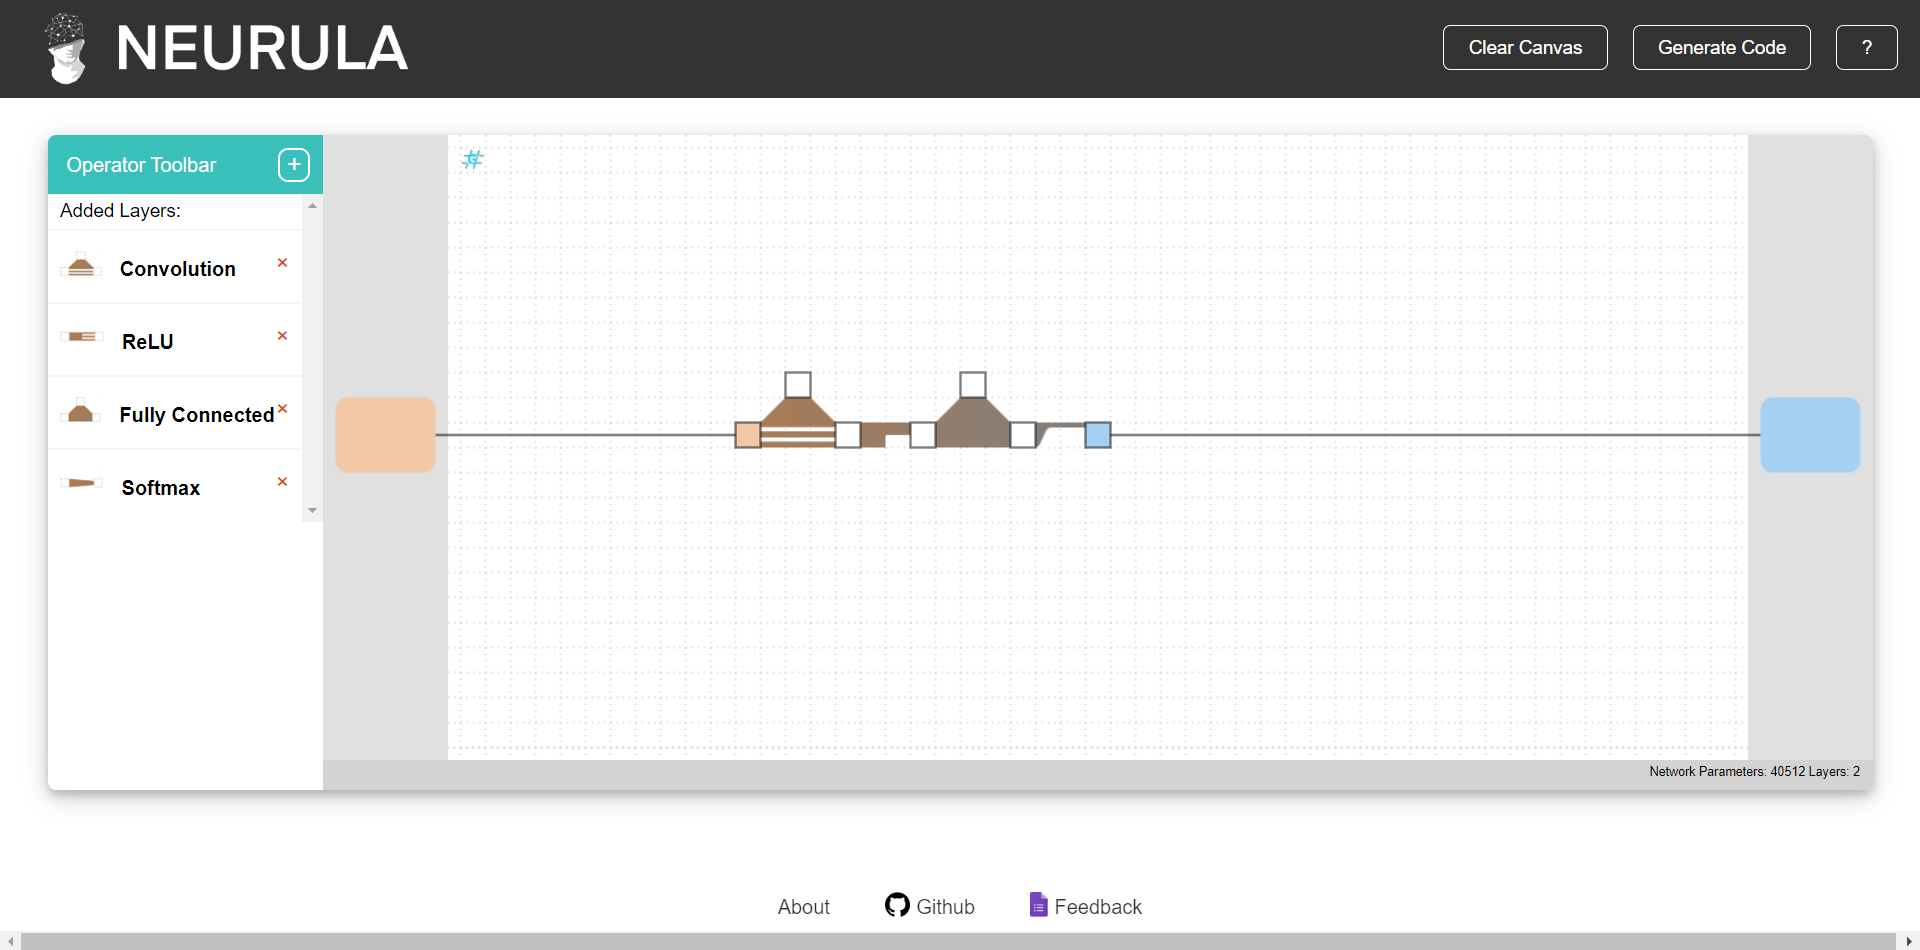 NEURULA
Clear Canvas
Generate Code
?
Operator Toolbar
+
Added Layers:
Convolution
×
ReLU
×
Fully Connected
×
Softmax
×
Network Parameters: 40512 Layers: 2
About
Github
Feedback